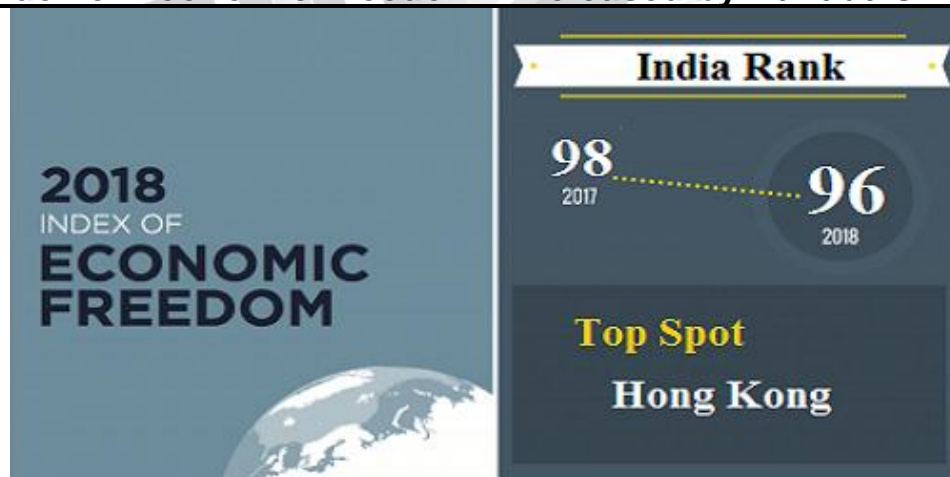 2018
INDEX OF
ECONOMIC
FREEDOM
India Rank
98
2017
96
2018
Top Spot
Hong Kong